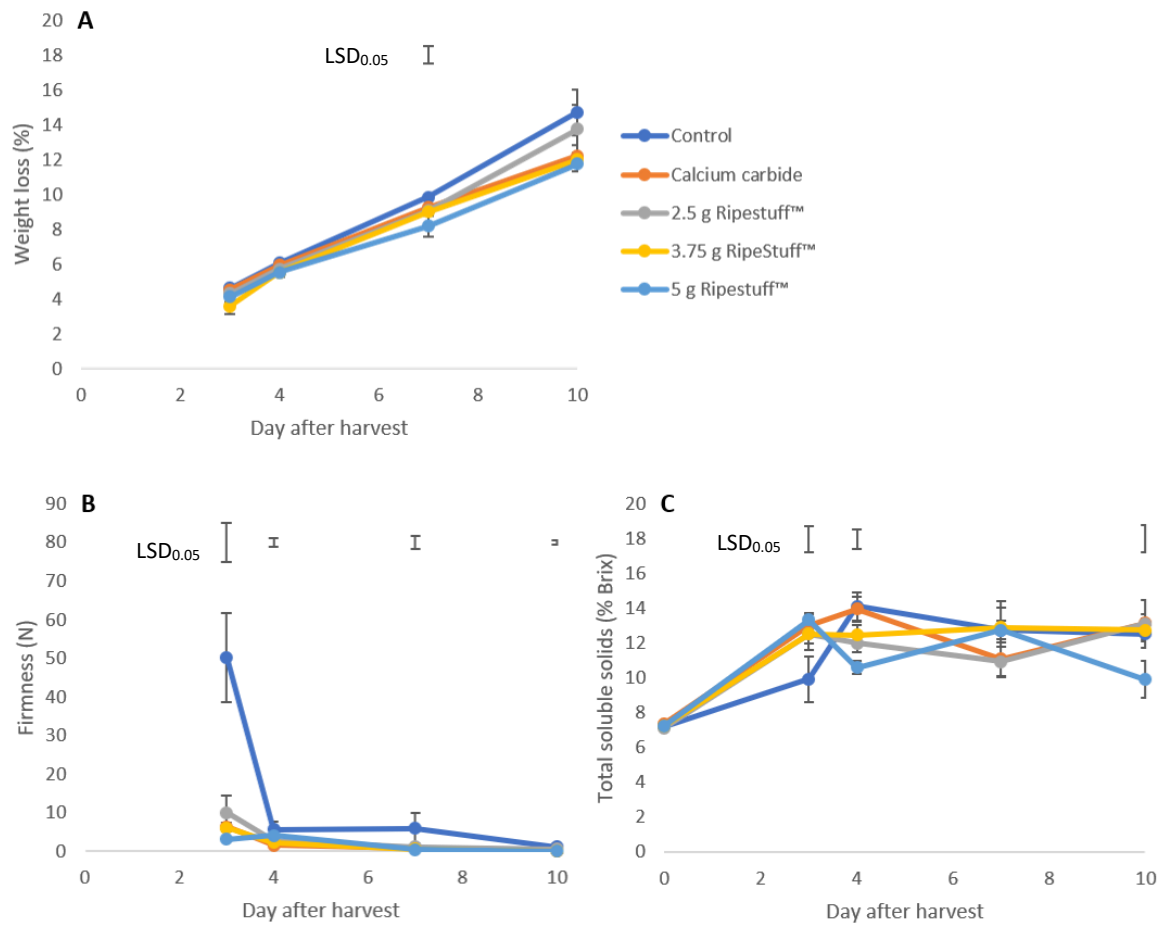 A
20
18
16
14
12
10
8
6
4
2
0
Weight loss (%)
LSD0.05
0 2 4 6 8 10
Day after harvest
Control
Calcium carbide
2.5 g Ripestuff™
3.75 g RipeStuff™
5 g Ripestuff™
B
90
80
70
60
50
40
30
20
10
0
Firmness (N)
LSD0.05
0 2 4 6 8 10
Day after harvest
C
20
18
16
14
12
10
8
6
4
2
0
Total soluble solids (% Brix)
LSD0.05
0 2 4 6 8 10
Day after harvest